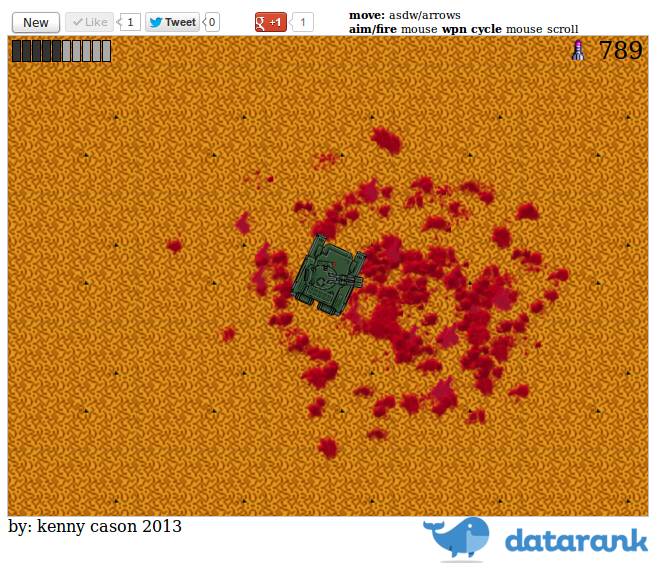 New Like 1 Tweet 0 +1 1
move: asdw/arrows
aim/fire mouse wpn cycle mouse scroll
789
by: kenny cason 2013
datarank